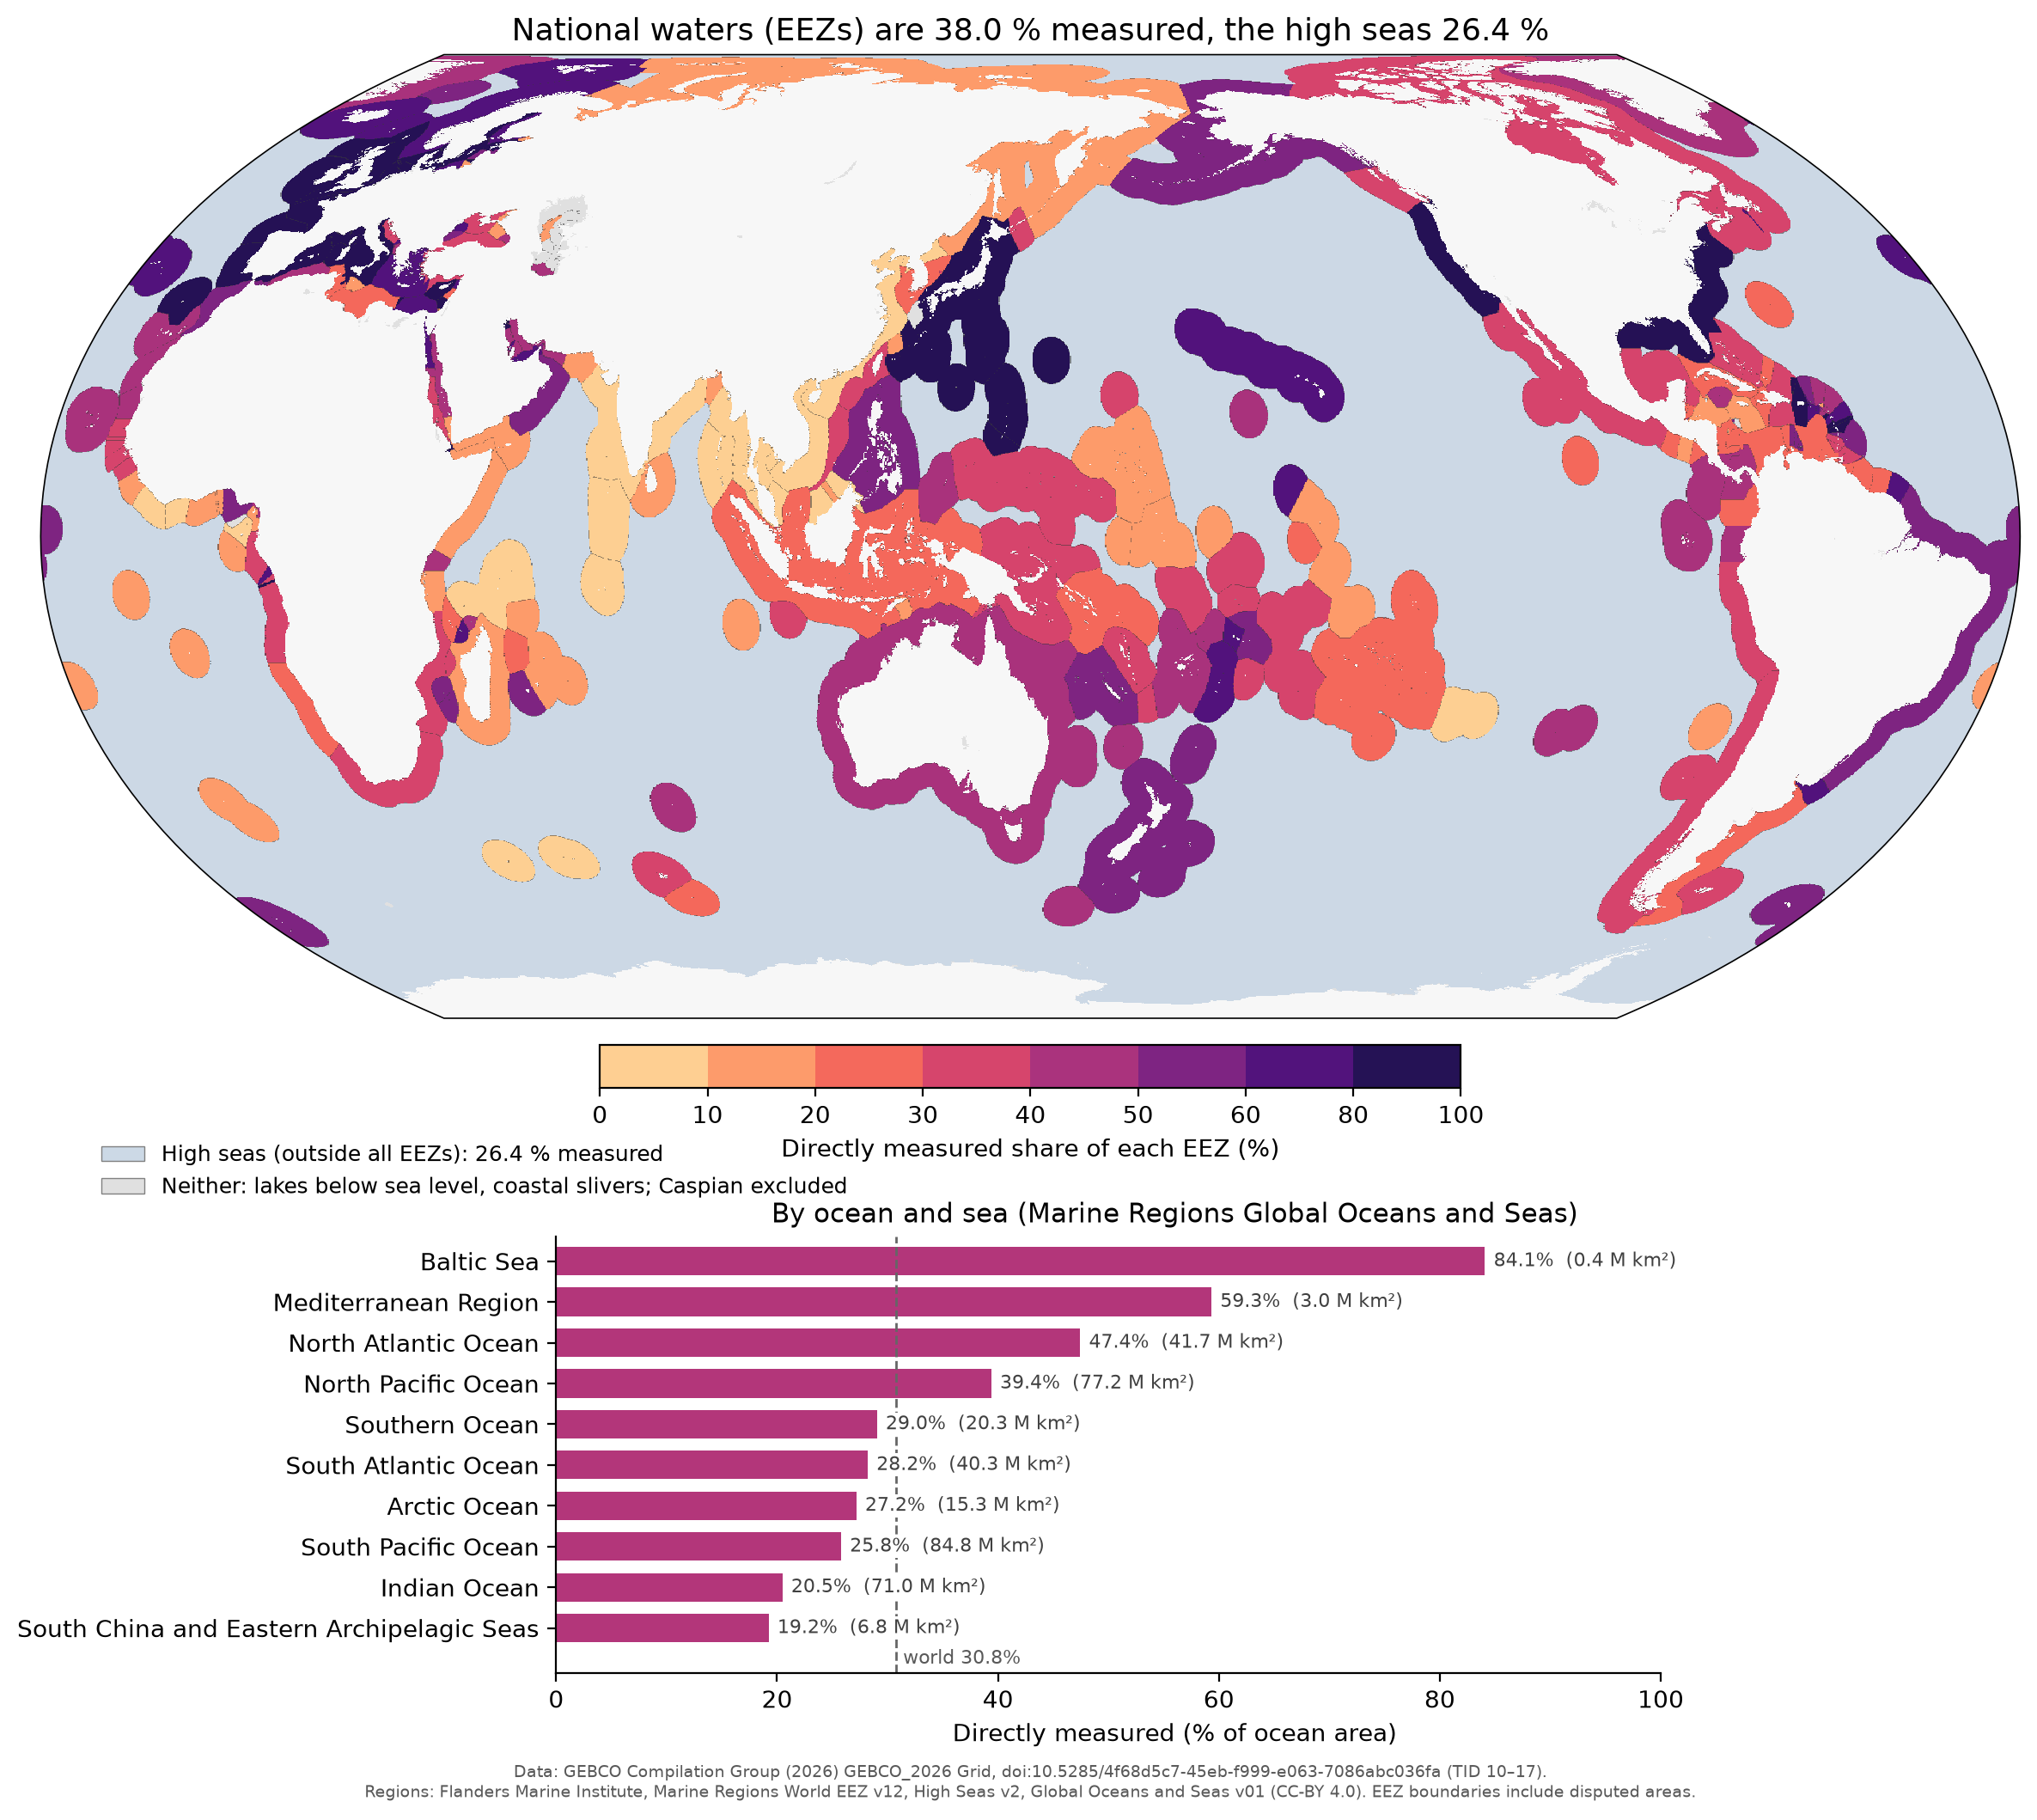 National waters (EEZs) are 38.0 % measured, the high seas 26.4 %
0 10 20 30 40 50 60 80 100
Directly measured share of each EEZ (%)
High seas (outside all EEZs): 26.4 % measured
Neither: lakes below sea level, coastal slivers; Caspian excluded
By ocean and sea (Marine Regions Global Oceans and Seas)
Baltic Sea 84.1% (0.4 M km²)
Mediterranean Region 59.3% (3.0 M km²)
North Atlantic Ocean 47.4% (41.7 M km²)
North Pacific Ocean 39.4% (77.2 M km²)
Southern Ocean 29.0% (20.3 M km²)
South Atlantic Ocean 28.2% (40.3 M km²)
Arctic Ocean 27.2% (15.3 M km²)
South Pacific Ocean 25.8% (84.8 M km²)
Indian Ocean 20.5% (71.0 M km²)
South China and Eastern Archipelagic Seas 19.2% (6.8 M km²)
world 30.8%
0 20 40 60 80 100
Directly measured (% of ocean area)
Data: GEBCO Compilation Group (2026) GEBCO_2026 Grid, doi:10.5285/4f68d5c7-45eb-f999-e063-7086abc036fa (TID 10–17).
Regions: Flanders Marine Institute, Marine Regions World EEZ v12, High Seas v2, Global Oceans and Seas v01 (CC-BY 4.0). EEZ boundaries include disputed areas.